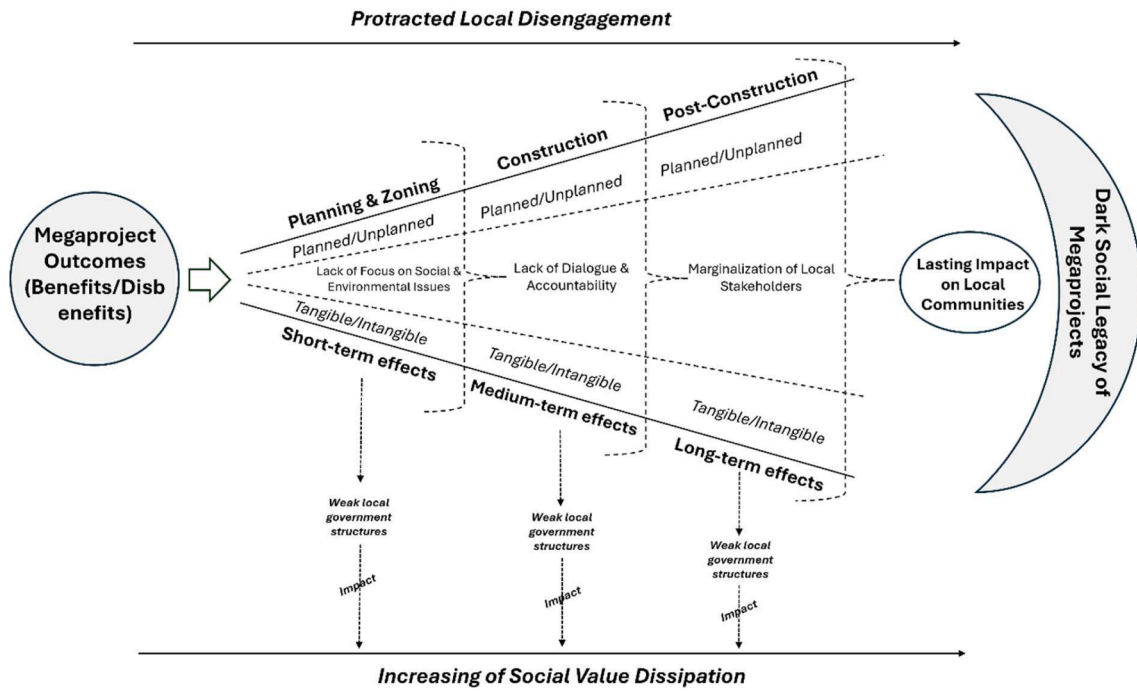 Protracted Local Disengagement
Megaproject
Outcomes
(Benefits/Disb
enefits)
Planning & Zoning
Construction
Post-Construction
Planned/Unplanned
Planned/Unplanned
Planned/Unplanned
Lack of Focus on Social &
Environmental Issues
Lack of Dialogue &
Accountability
Marginalization of Local
Stakeholders
Lasting Impact
on Local
Communities
Dark Social Legacy of
Megaprojects
Tangible/Intangible
Tangible/Intangible
Tangible/Intangible
Short-term effects
Medium-term effects
Long-term effects
Weak local
government
structures
Weak local
government
structures
Weak local
government
structures
Impact
Impact
Impact
Increasing of Social Value Dissipation